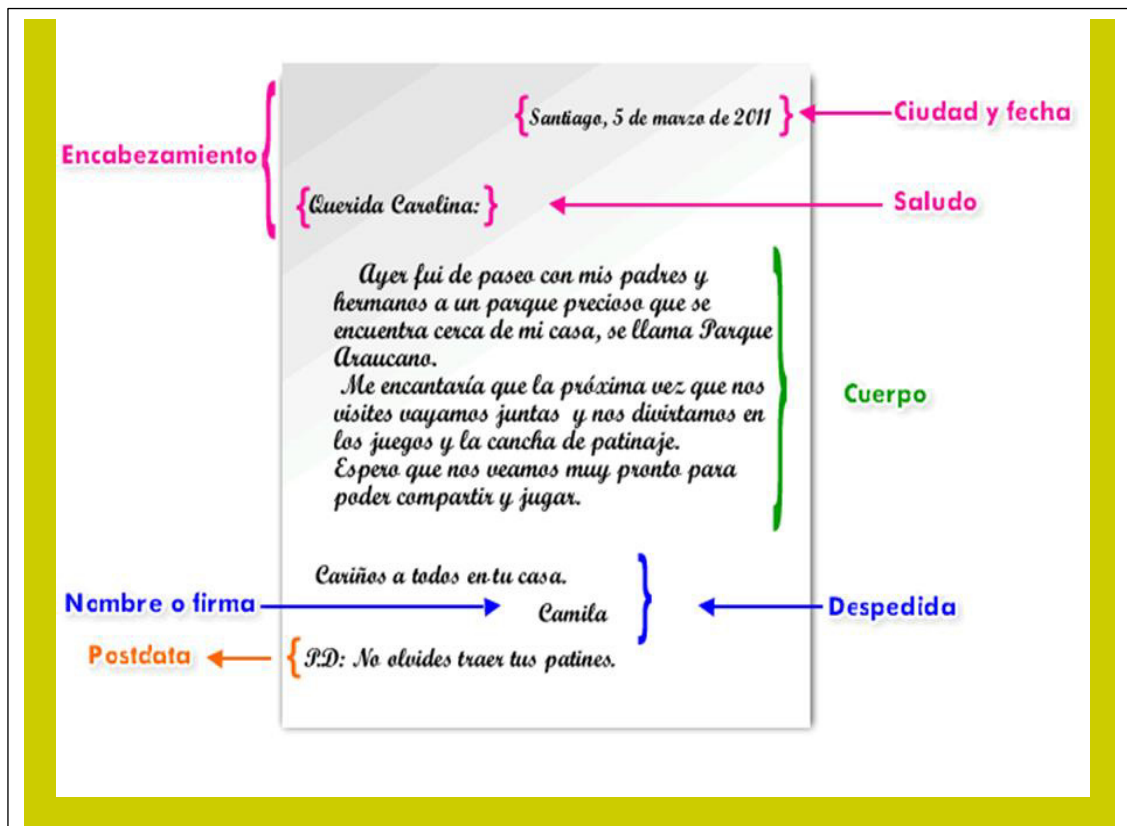 Santiago, 5 de marzo de 2011
Ciudad y fecha
Encabezamiento
Querida Carolina:
Saludo
Ayer fui de paseo con mis padres y
hermanos a un parque precioso que se
encuentra cerca de mi casa, se llama Parque
Araucano.
Me encantaría que la próxima vez que nos
visites vayamos juntas y nos divirtamos en
los juegos y la cancha de patinaje.
Espero que nos veamos muy pronto para
poder compartir y jugar.
Cuerpo
Cariños a todos en tu casa.
Nombre o firma
Camila
Despedida
Postdata
P.D: No olvides traer tus patines.